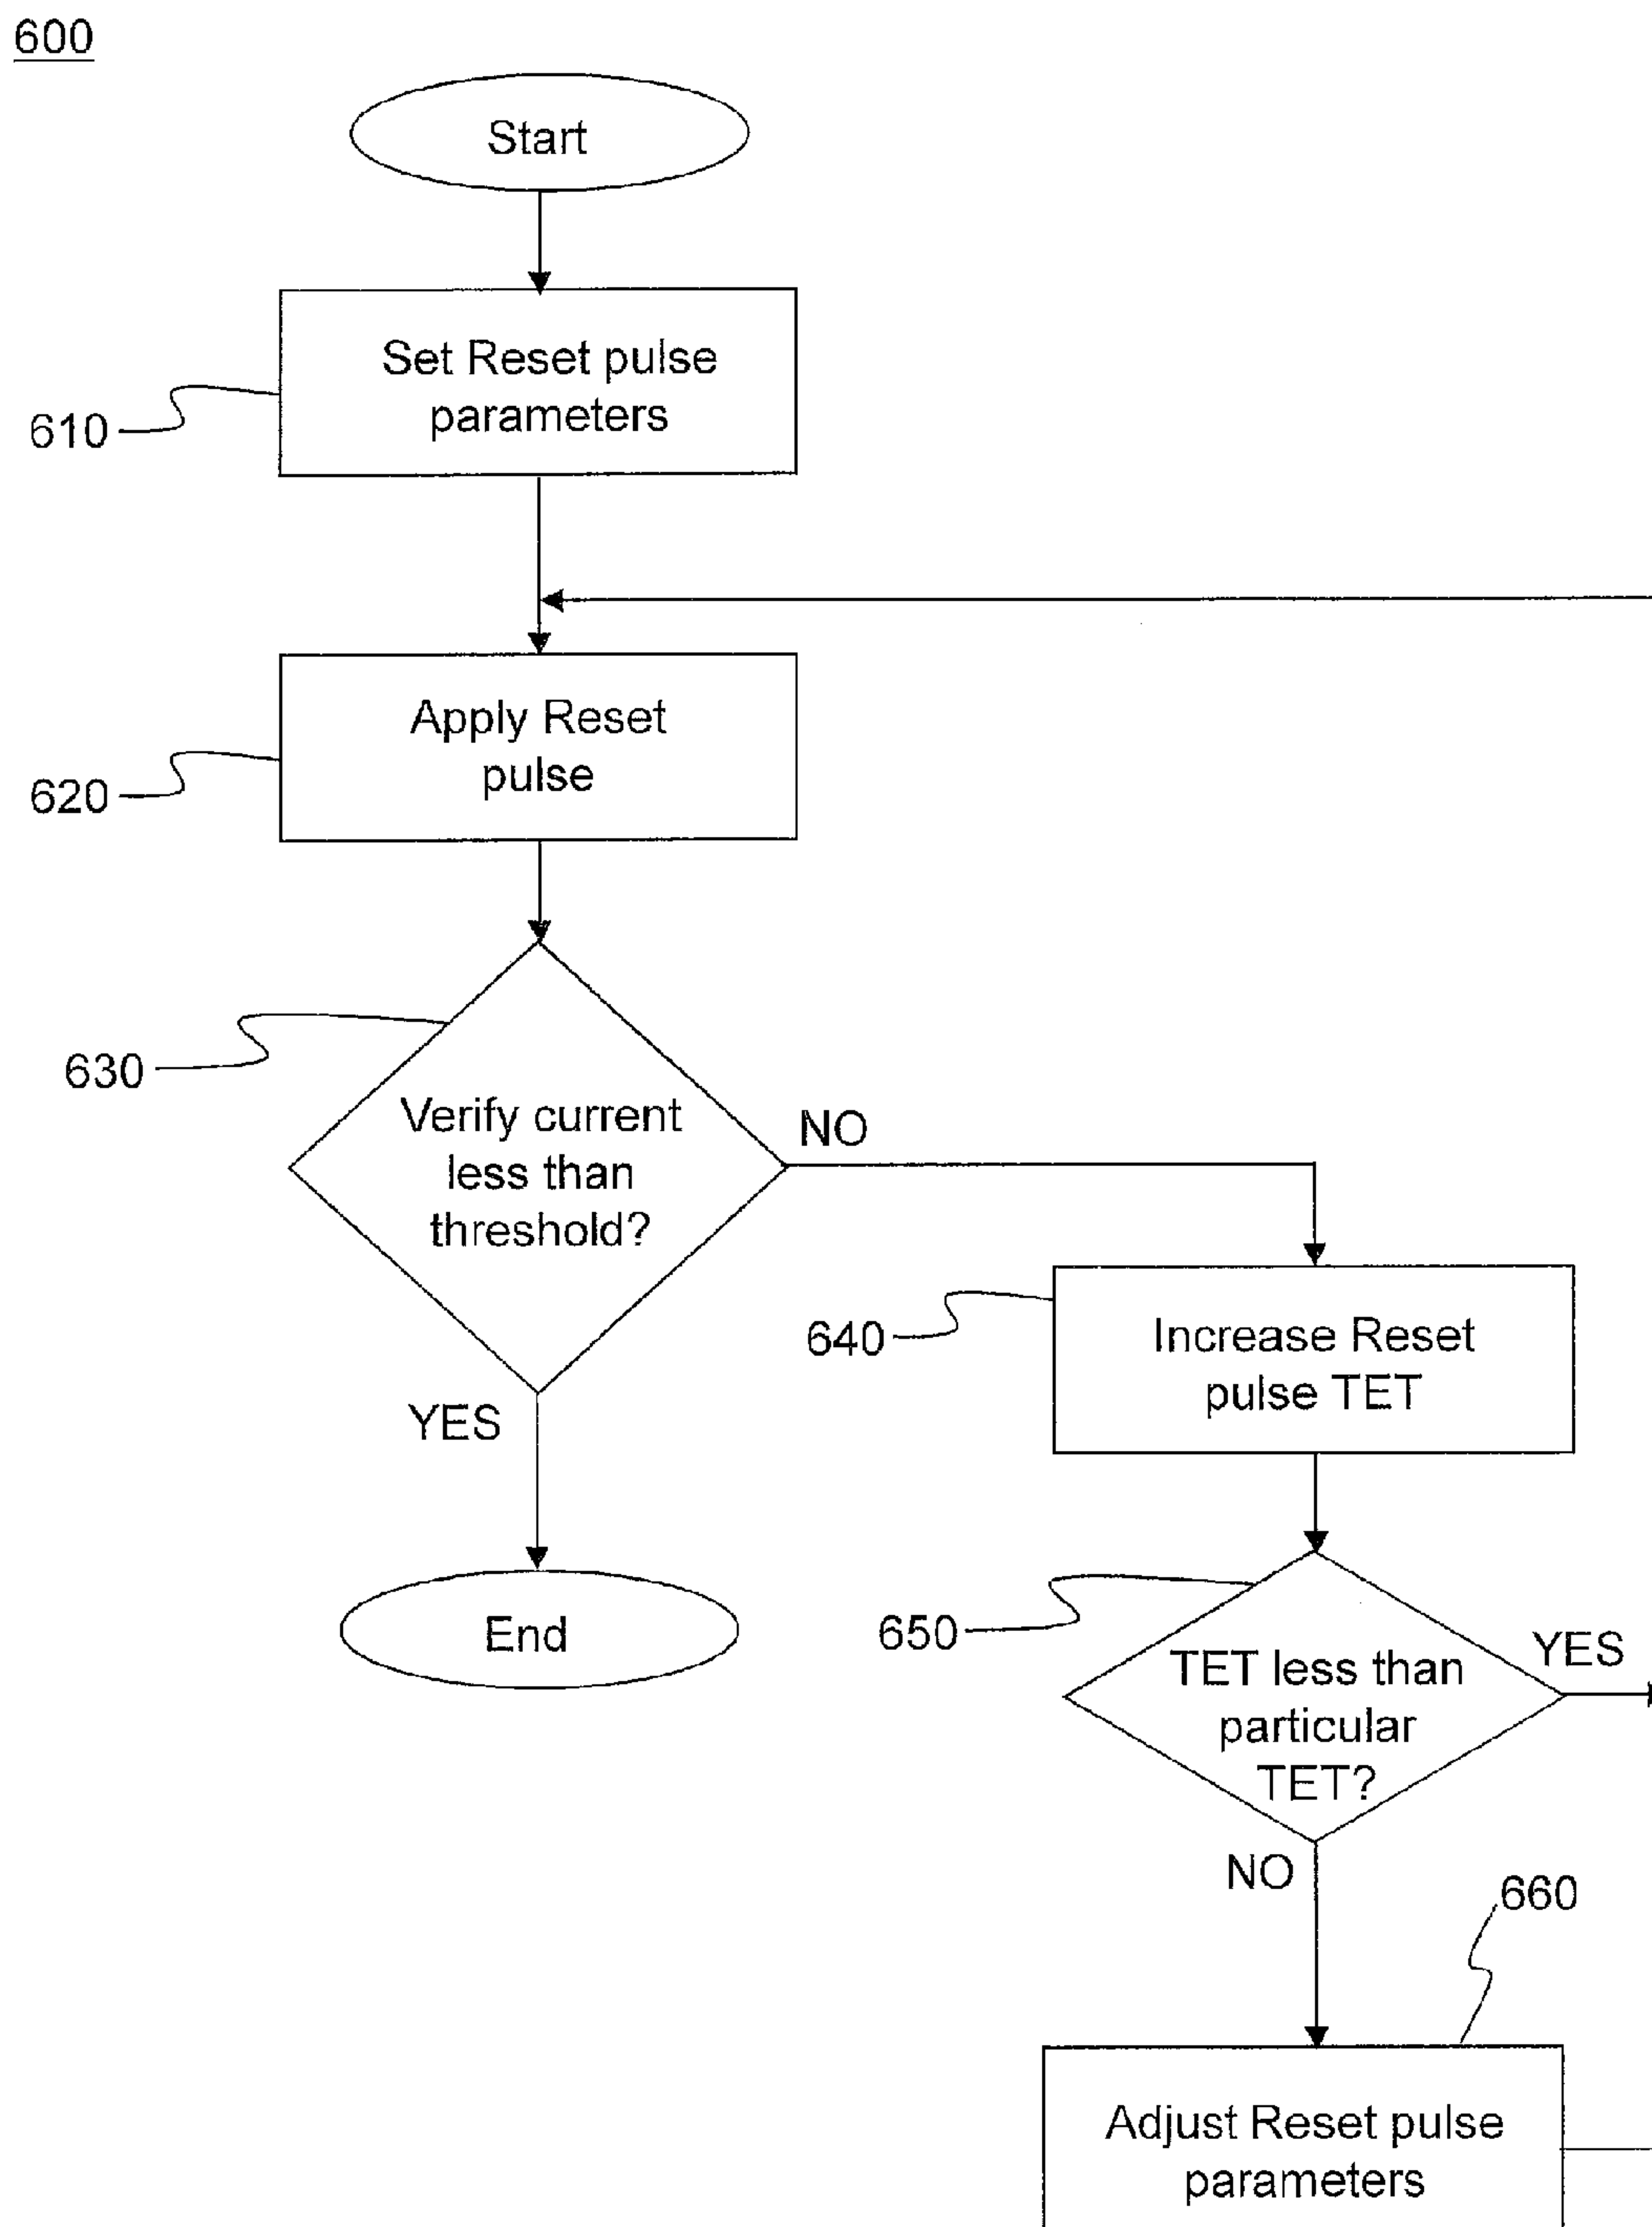 600
Start
Set Reset pulse
parameters
610
Apply Reset
pulse
620
630
Verify current
less than
threshold?
NO
YES
End
640
Increase Reset
pulse TET
650
TET less than
particular
TET?
YES
NO
660
Adjust Reset pulse
parameters